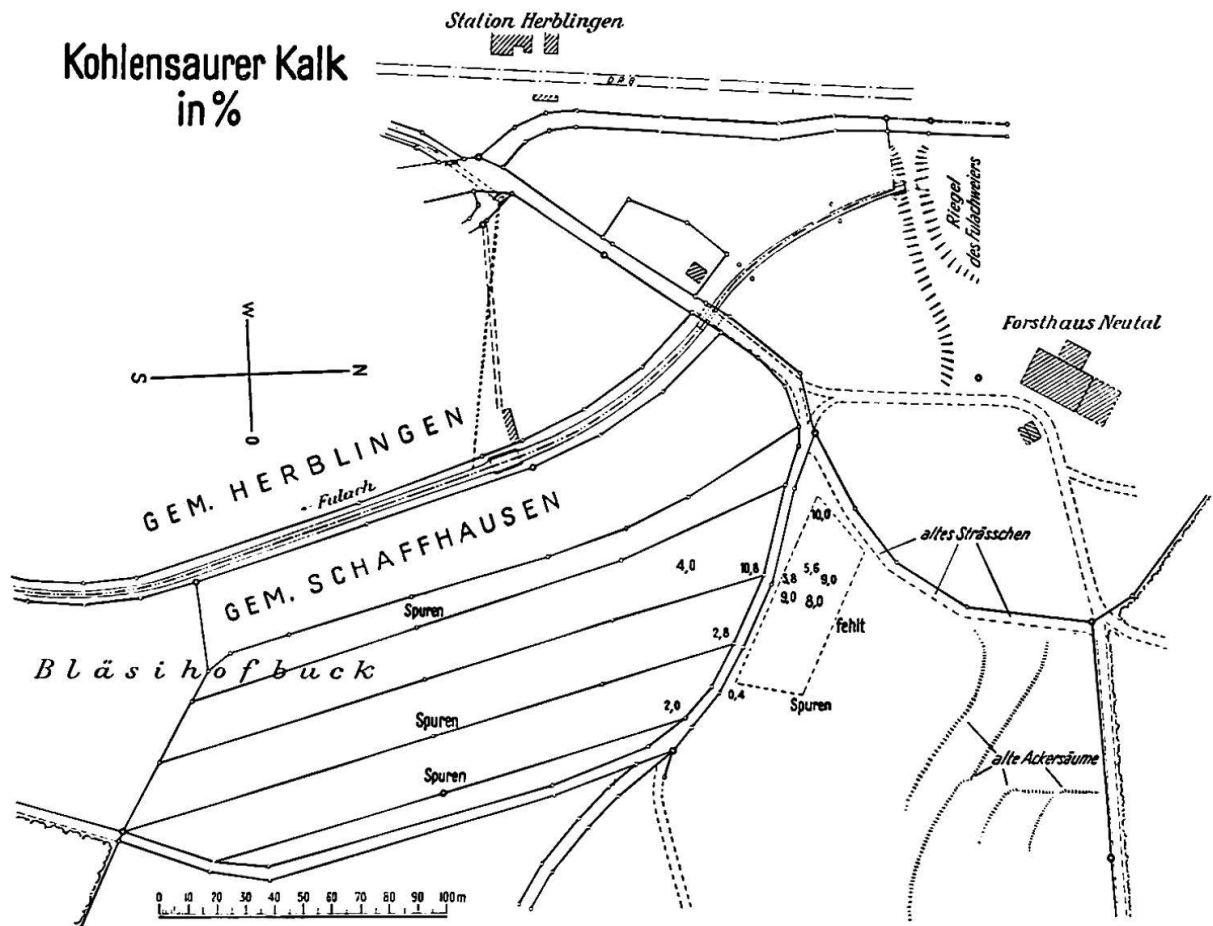 Station Herblingen
Kohlensaurer Kalk
in %
Riegel
des Fulachweiers
Forsthaus Neutal
W
S
N
O
GEM. HERBLINGEN
Fulach
GEM. SCHAFFHAUSEN
10,0
altes Strässchen
4,0
10,8
5,6
3,8
9,0
9,0
8,0
Spuren
fehlt
2,8
Bläsihofbuck
0,4
2,0
Spuren
Spuren
Spuren
alte Ackersäume
0 10 20 30 40 50 60 70 80 90 100 m